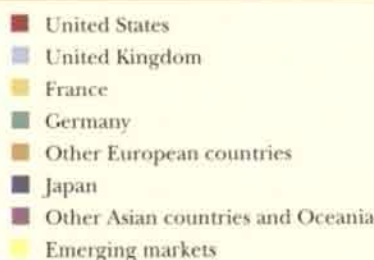 United States
United Kingdom
France
Germany
Other European countries
Japan
Other Asian countries and Oceania
Emerging markets